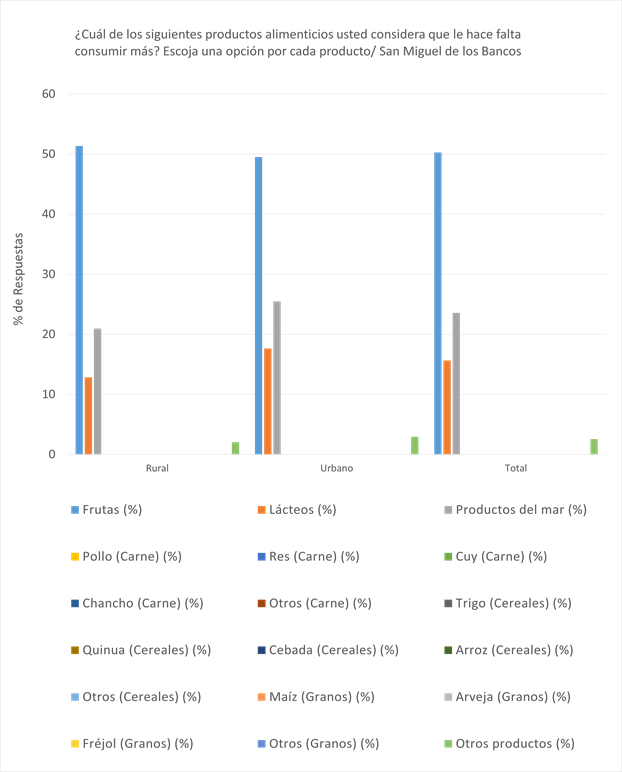 ¿Cuál de los siguientes productos alimenticios usted considera que le hace falta
consumir más? Escoja una opción por cada producto/ San Miguel de los Bancos
60
50
40
30
20
10
0
% de Respuestas
Rural Urbano Total
Frutas (%) Lácteos (%) Productos del mar (%)
Pollo (Carne) (%) Res (Carne) (%) Cuy (Carne) (%)
Chancho (Carne) (%) Otros (Carne) (%) Trigo (Cereales) (%)
Quinua (Cereales) (%) Cebada (Cereales) (%) Arroz (Cereales) (%)
Otros (Cereales) (%) Maíz (Granos) (%) Arveja (Granos) (%)
Fréjol (Granos) (%) Otros (Granos) (%) Otros productos (%)